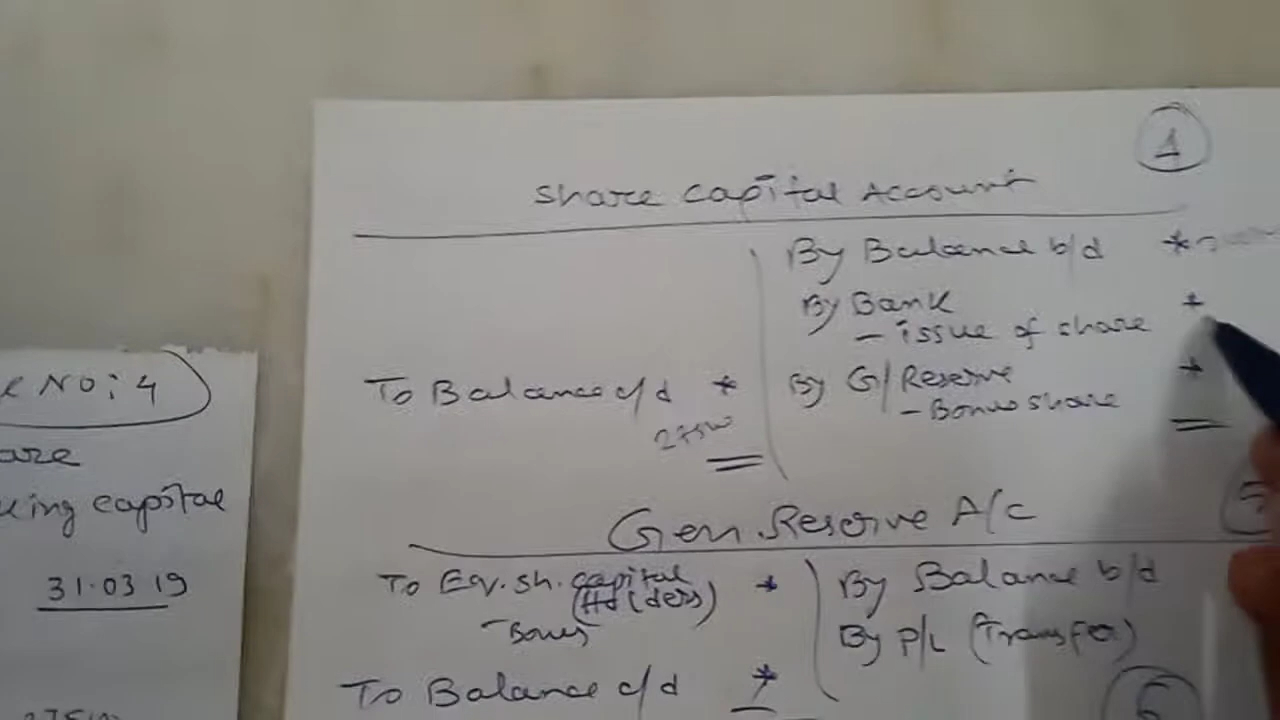 1
Share Capital Account
By Balance b/d *
By Bank *
- issue of share
To Balance c/d *
By G/Reserve *
- Bonus share
Gen. Reserve A/c
To Eq. sh. capital *
(Holders)
- Bonus
To Balance c/d *
By Balance b/d
By P/L (Transfer)
6
No: 4
are
king capital
31.03 19